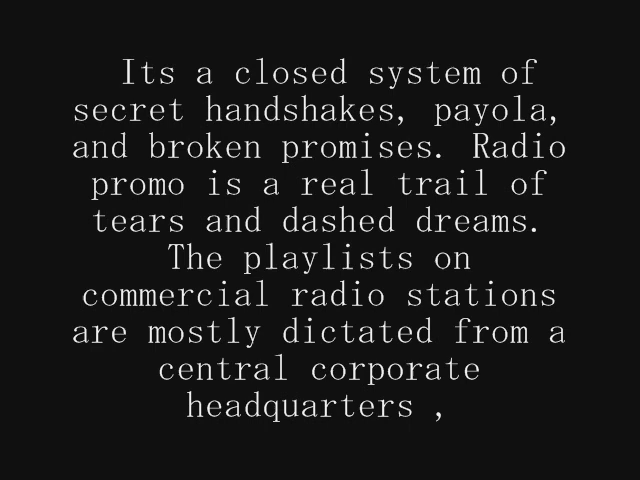 Its a closed system of
secret handshakes, payola,
and broken promises. Radio
promo is a real trail of
tears and dashed dreams.
The playlists on
commercial radio stations
are mostly dictated from a
central corporate
headquarters ,